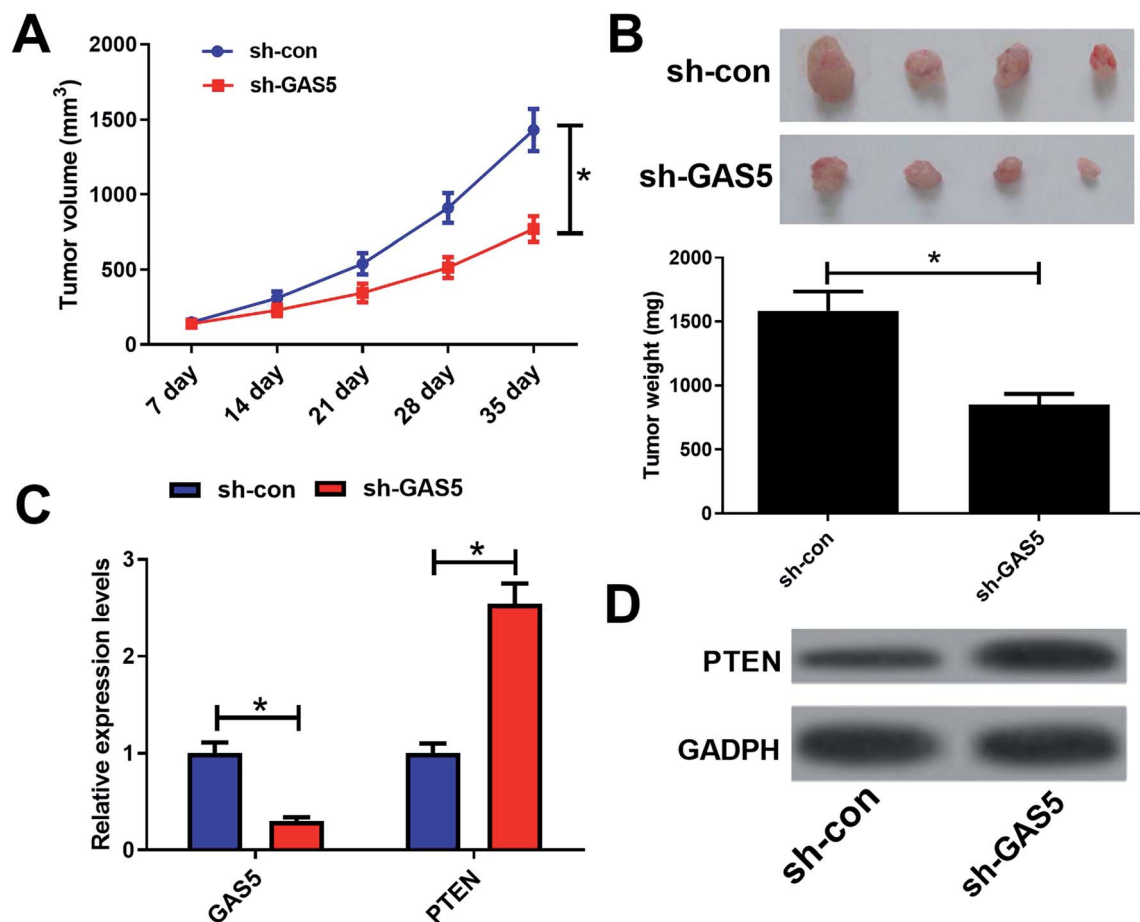 A
2000
1500
1000
500
0
Tumor volume (mm³)
sh-con
sh-GAS5
*
7 day
14 day
21 day
28 day
35 day
B
sh-con
sh-GAS5
2000
1500
1000
500
0
Tumor weight (mg)
*
sh-con
sh-GAS5
C
sh-con
sh-GAS5
3
2
1
0
Relative expression levels
*
*
GAS5
PTEN
D
PTEN
GADPH
sh-con
sh-GAS5